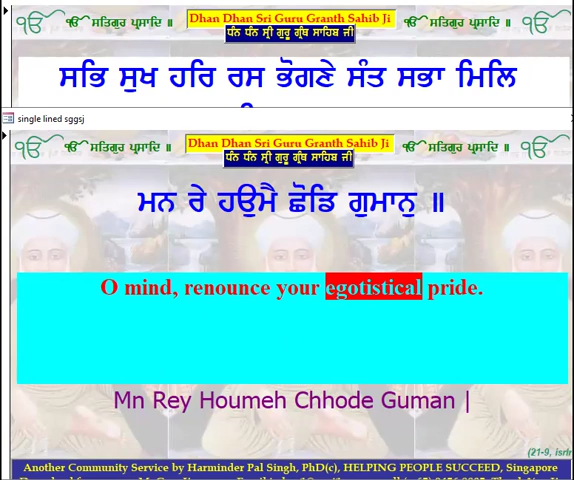 ੴ ਸਤਿਗੁਰ ਪ੍ਰਸਾਦਿ ॥ Dhan Dhan Sri Guru Granth Sahib Ji ੴ ਸਤਿਗੁਰ ਪ੍ਰਸਾਦਿ ॥ ੴ
ਧੰਨ ਧੰਨ ਸ੍ਰੀ ਗੁਰੂ ਗ੍ਰੰਥ ਸਾਹਿਬ ਜੀ
ਸਭਿ ਸੁਖ ਹਰਿ ਰਸ ਭੋਗਣੇ ਸੰਤ ਸਭਾ ਮਿਲਿ
single lined sggsj
ੴ ੴ ਸਤਿਗੁਰ ਪ੍ਰਸਾਦਿ ॥ Dhan Dhan Sri Guru Granth Sahib Ji ੴ ਸਤਿਗੁਰ ਪ੍ਰਸਾਦਿ ॥ ੴ
ਧੰਨ ਧੰਨ ਸ੍ਰੀ ਗੁਰੂ ਗ੍ਰੰਥ ਸਾਹਿਬ ਜੀ
ਮਨ ਰੇ ਹਉਮੈ ਛੋਡਿ ਗੁਮਾਨੁ ॥
O mind, renounce your egotistical pride.
Mn Rey Houmeh Chhode Guman |
(21-9,
Another Community Service by Harminder Pal Singh, PhD(c), HELPING PEOPLE SUCCEED, Singapore